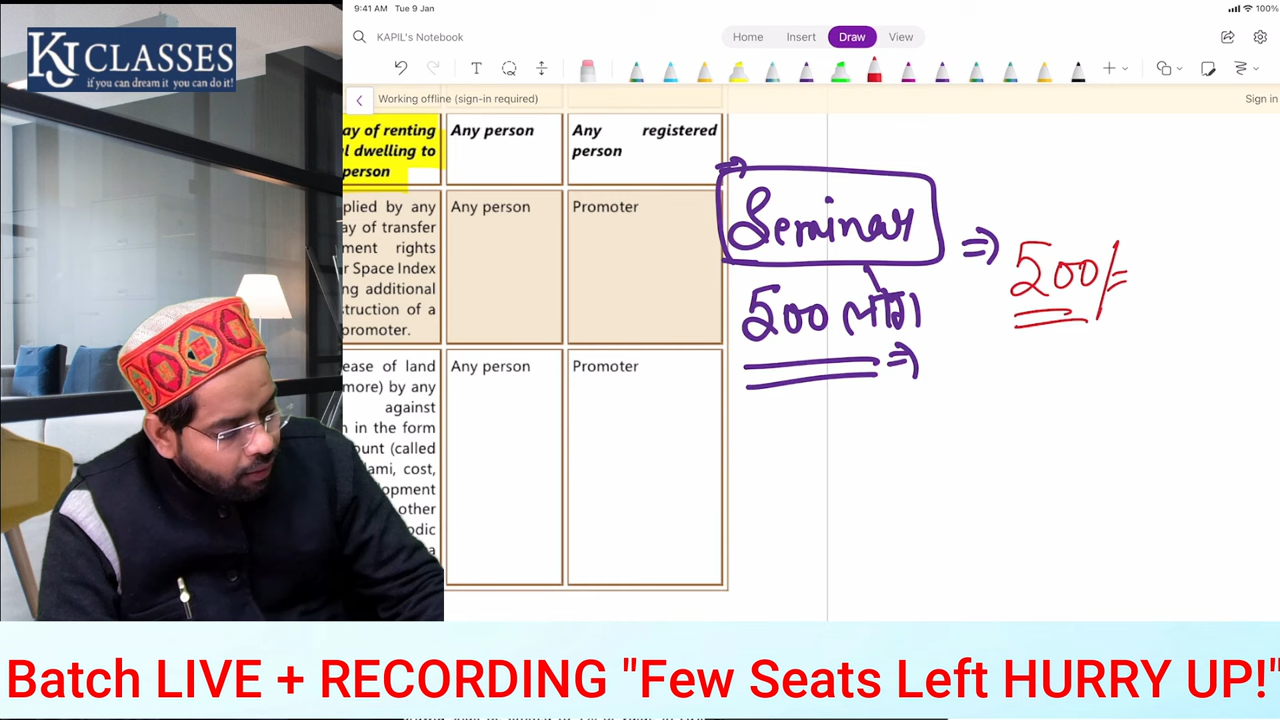 9:41 AM Tue 9 Jan
100%
KJ CLASSES
if you can dream it you can do it!
KAPIL's Notebook
Home Insert Draw View
Working offline (sign-in required)
Sign in
ay of renting
l dwelling to
person
Any person
Any registered
person
plied by any
ay of transfer
ment rights
r Space Index
ng additional
struction of a
promoter.
Any person
Promoter
ease of land
more) by any
against
n in the form
ount (called
lami, cost,
lopment
other
odic
a
Any person
Promoter
Seminar
500 लोग
500/=
Batch LIVE + RECORDING "Few Seats Left HURRY UP!"